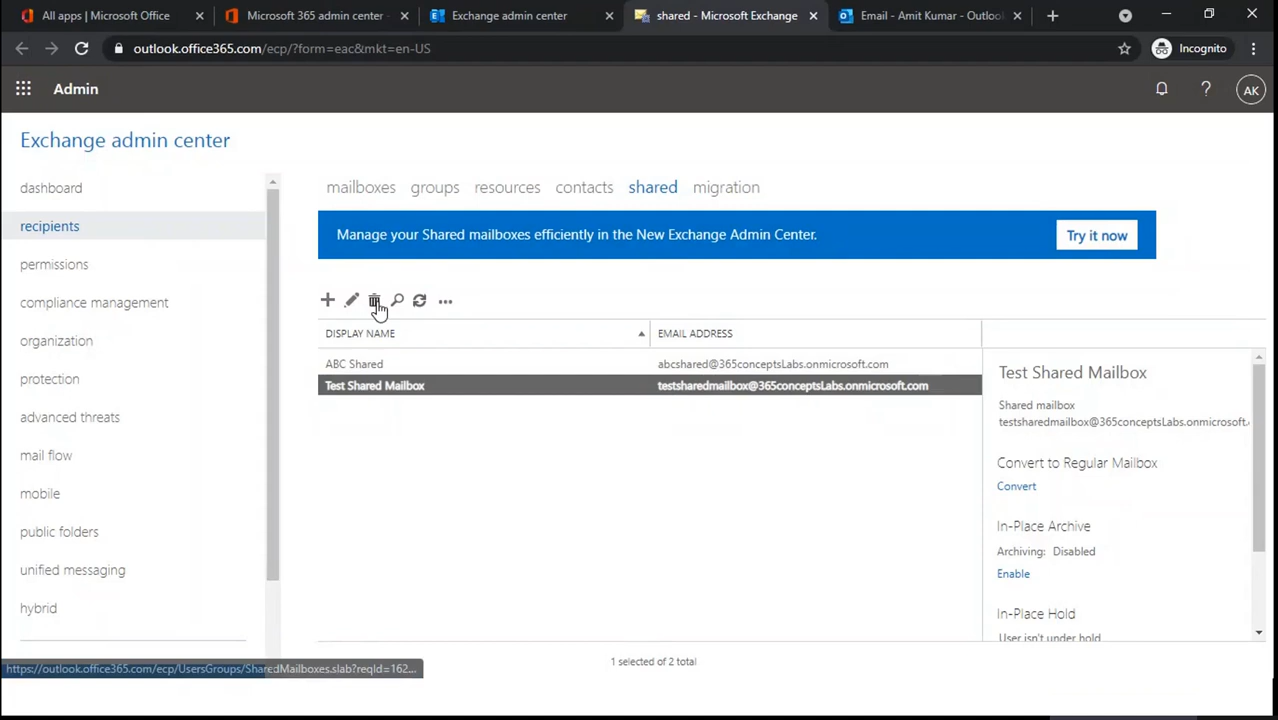 All apps | Microsoft Office
Microsoft 365 admin center
Exchange admin center
shared - Microsoft Exchange
Email - Amit Kumar - Outlook
outlook.office365.com/ecp/?form=eac&mkt=en-US
Incognito
Admin
AK
Exchange admin center
dashboard
recipients
permissions
compliance management
organization
protection
advanced threats
mail flow
mobile
public folders
unified messaging
hybrid
mailboxes groups resources contacts shared migration
Manage your Shared mailboxes efficiently in the New Exchange Admin Center.
Try it now
DISPLAY NAME EMAIL ADDRESS
ABC Shared abcshared@365conceptsLabs.onmicrosoft.com
Test Shared Mailbox testsharedmailbox@365conceptsLabs.onmicrosoft.com
Test Shared Mailbox
Shared mailbox
testsharedmailbox@365conceptsLabs.onmicrosoft.
Convert to Regular Mailbox
Convert
In-Place Archive
Archiving: Disabled
Enable
In-Place Hold
User isn't under hold
1 selected of 2 total
https://outlook.office365.com/ecp/UsersGroups/SharedMailboxes.slab?reqId=162...